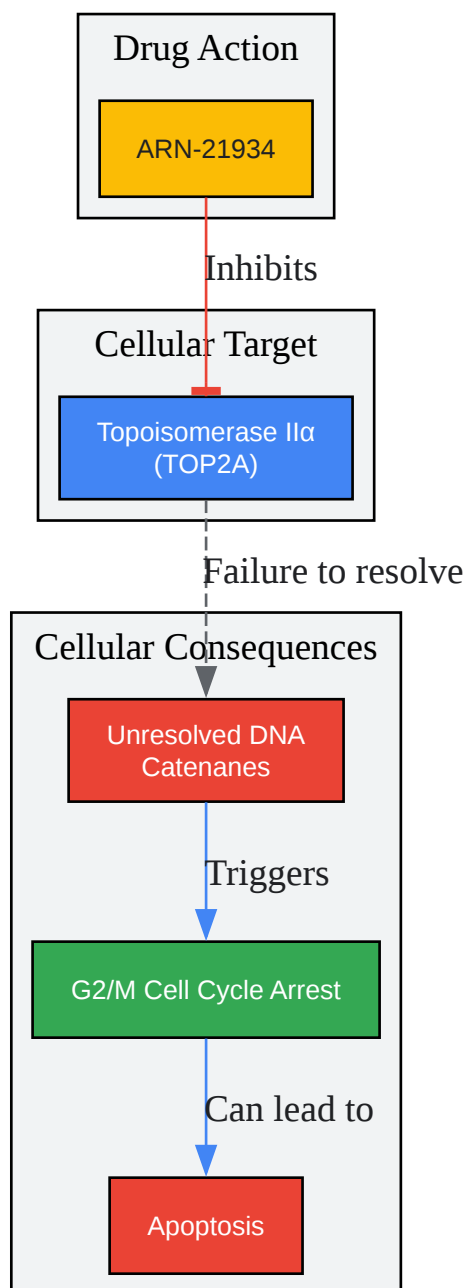 Drug Action
ARN-21934
Inhibits
Cellular Target
Topoisomerase IIα
(TOP2A)
Failure to resolve
Cellular Consequences
Unresolved DNA
Catenanes
Triggers
G2/M Cell Cycle Arrest
Can lead to
Apoptosis